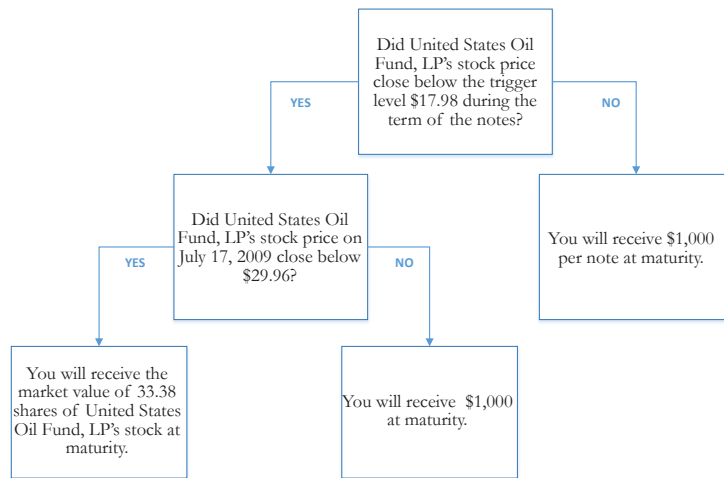 Did United States Oil
Fund, LP's stock price
close below the trigger
level $17.98 during the
term of the notes?
YES
NO
Did United States Oil
Fund, LP's stock price on
July 17, 2009 close below
$29.96?
You will receive $1,000
per note at maturity.
YES
NO
You will receive the
market value of 33.38
shares of United States
Oil Fund, LP's stock at
maturity.
You will receive  $1,000
at maturity.